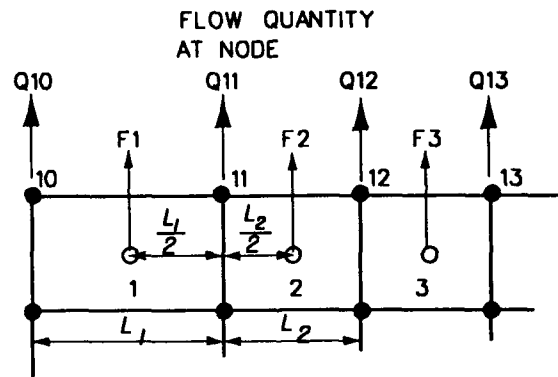 FLOW QUANTITY
AT NODE
Q10 Q11 Q12 Q13
F1 F2 F3
10 11 12 13
L1/2 L2/2
1 2 3
L1 L2